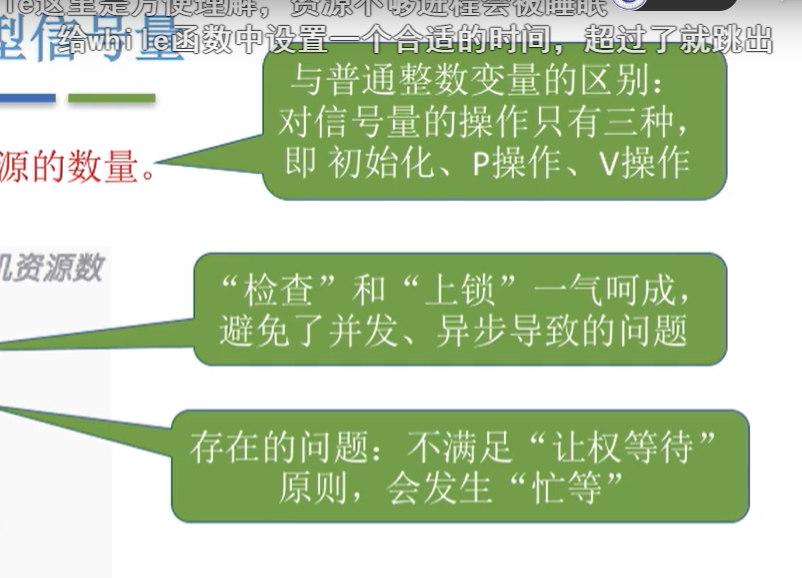 le这里是方便理解，资源不够进程会被睡眠
给while函数中设置一个合适的时间，超过了就跳出
型信号量
与普通整数变量的区别：
对信号量的操作只有三种，
即 初始化、P操作、V操作
源的数量。
机资源数
“检查”和“上锁”一气呵成，
避免了并发、异步导致的问题
存在的问题：不满足“让权等待”
原则，会发生“忙等”